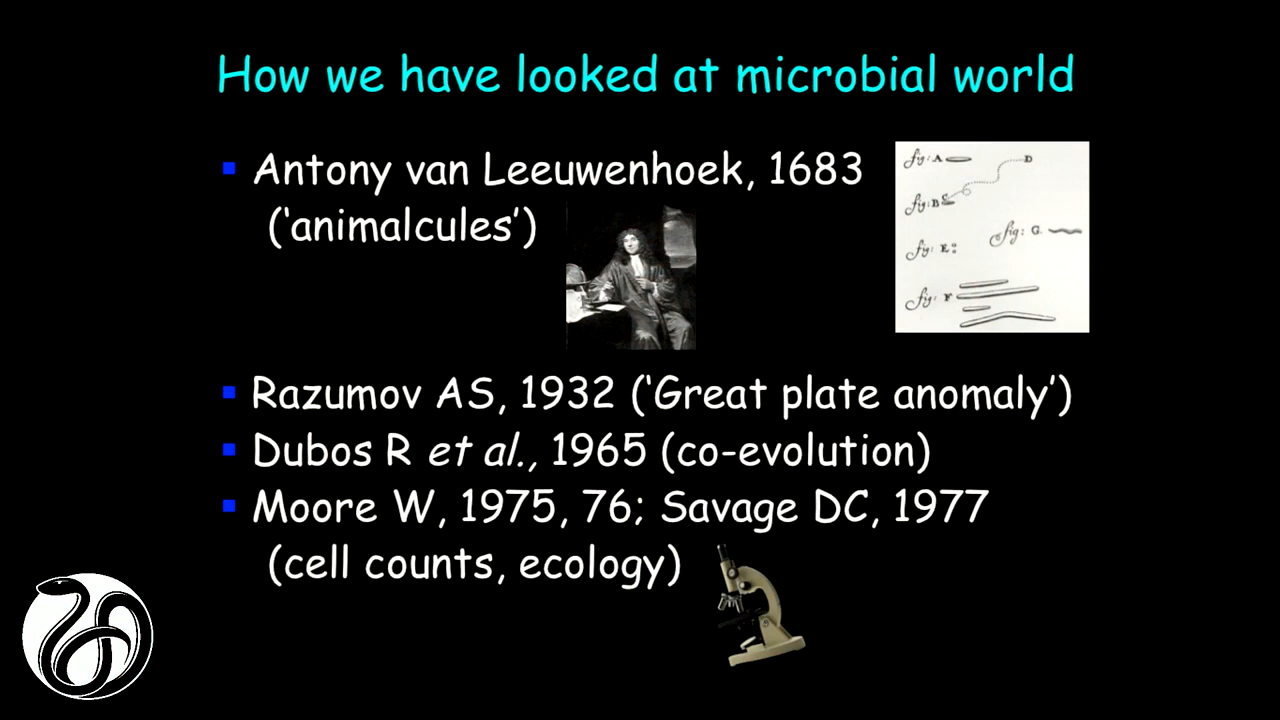 How we have looked at microbial world
▪ Antony van Leeuwenhoek, 1683
(‘animalcules’)
fig: A
D
fig: B
fig: G.
fig: E
fig: F
▪ Razumov AS, 1932 (‘Great plate anomaly’)
▪ Dubos R et al., 1965 (co-evolution)
▪ Moore W, 1975, 76; Savage DC, 1977
(cell counts, ecology)